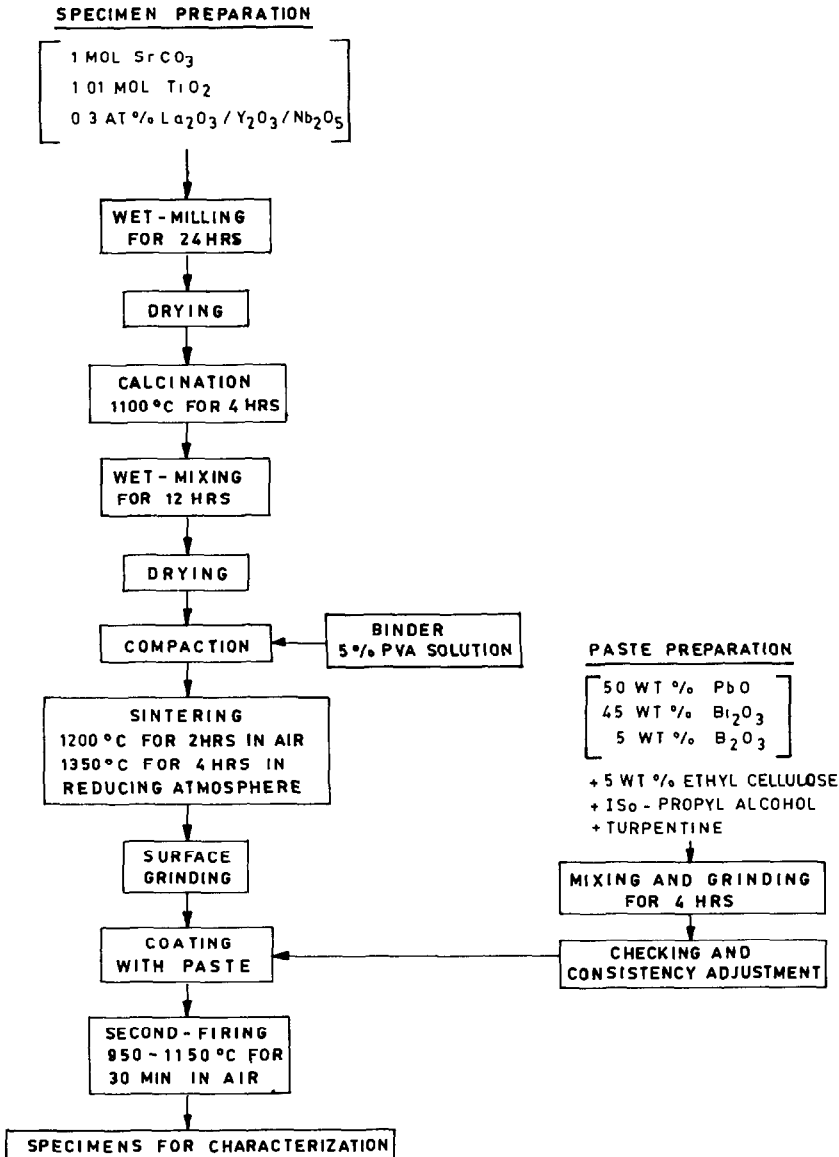 SPECIMEN PREPARATION
1 MOL SrCO3
1 01 MOL TiO2
0 3 AT % La2O3 / Y2O3 / Nb2O5
WET - MILLING
FOR 24 HRS
DRYING
CALCINATION
1100 °C FOR 4 HRS
WET - MIXING
FOR 12 HRS
DRYING
COMPACTION
BINDER
5 % PVA SOLUTION
SINTERING
1200 °C FOR 2HRS IN AIR
1350 °C FOR 4 HRS IN
REDUCING ATMOSPHERE
SURFACE
GRINDING
PASTE PREPARATION
50 WT % PbO
45 WT % Bi2O3
5 WT % B2O3
+ 5 WT % ETHYL CELLULOSE
+ ISo - PROPYL ALCOHOL
+ TURPENTINE
MIXING AND GRINDING
FOR 4 HRS
CHECKING AND
CONSISTENCY ADJUSTMENT
COATING
WITH PASTE
SECOND - FIRING
950 - 1150 °C FOR
30 MIN IN AIR
SPECIMENS FOR CHARACTERIZATION